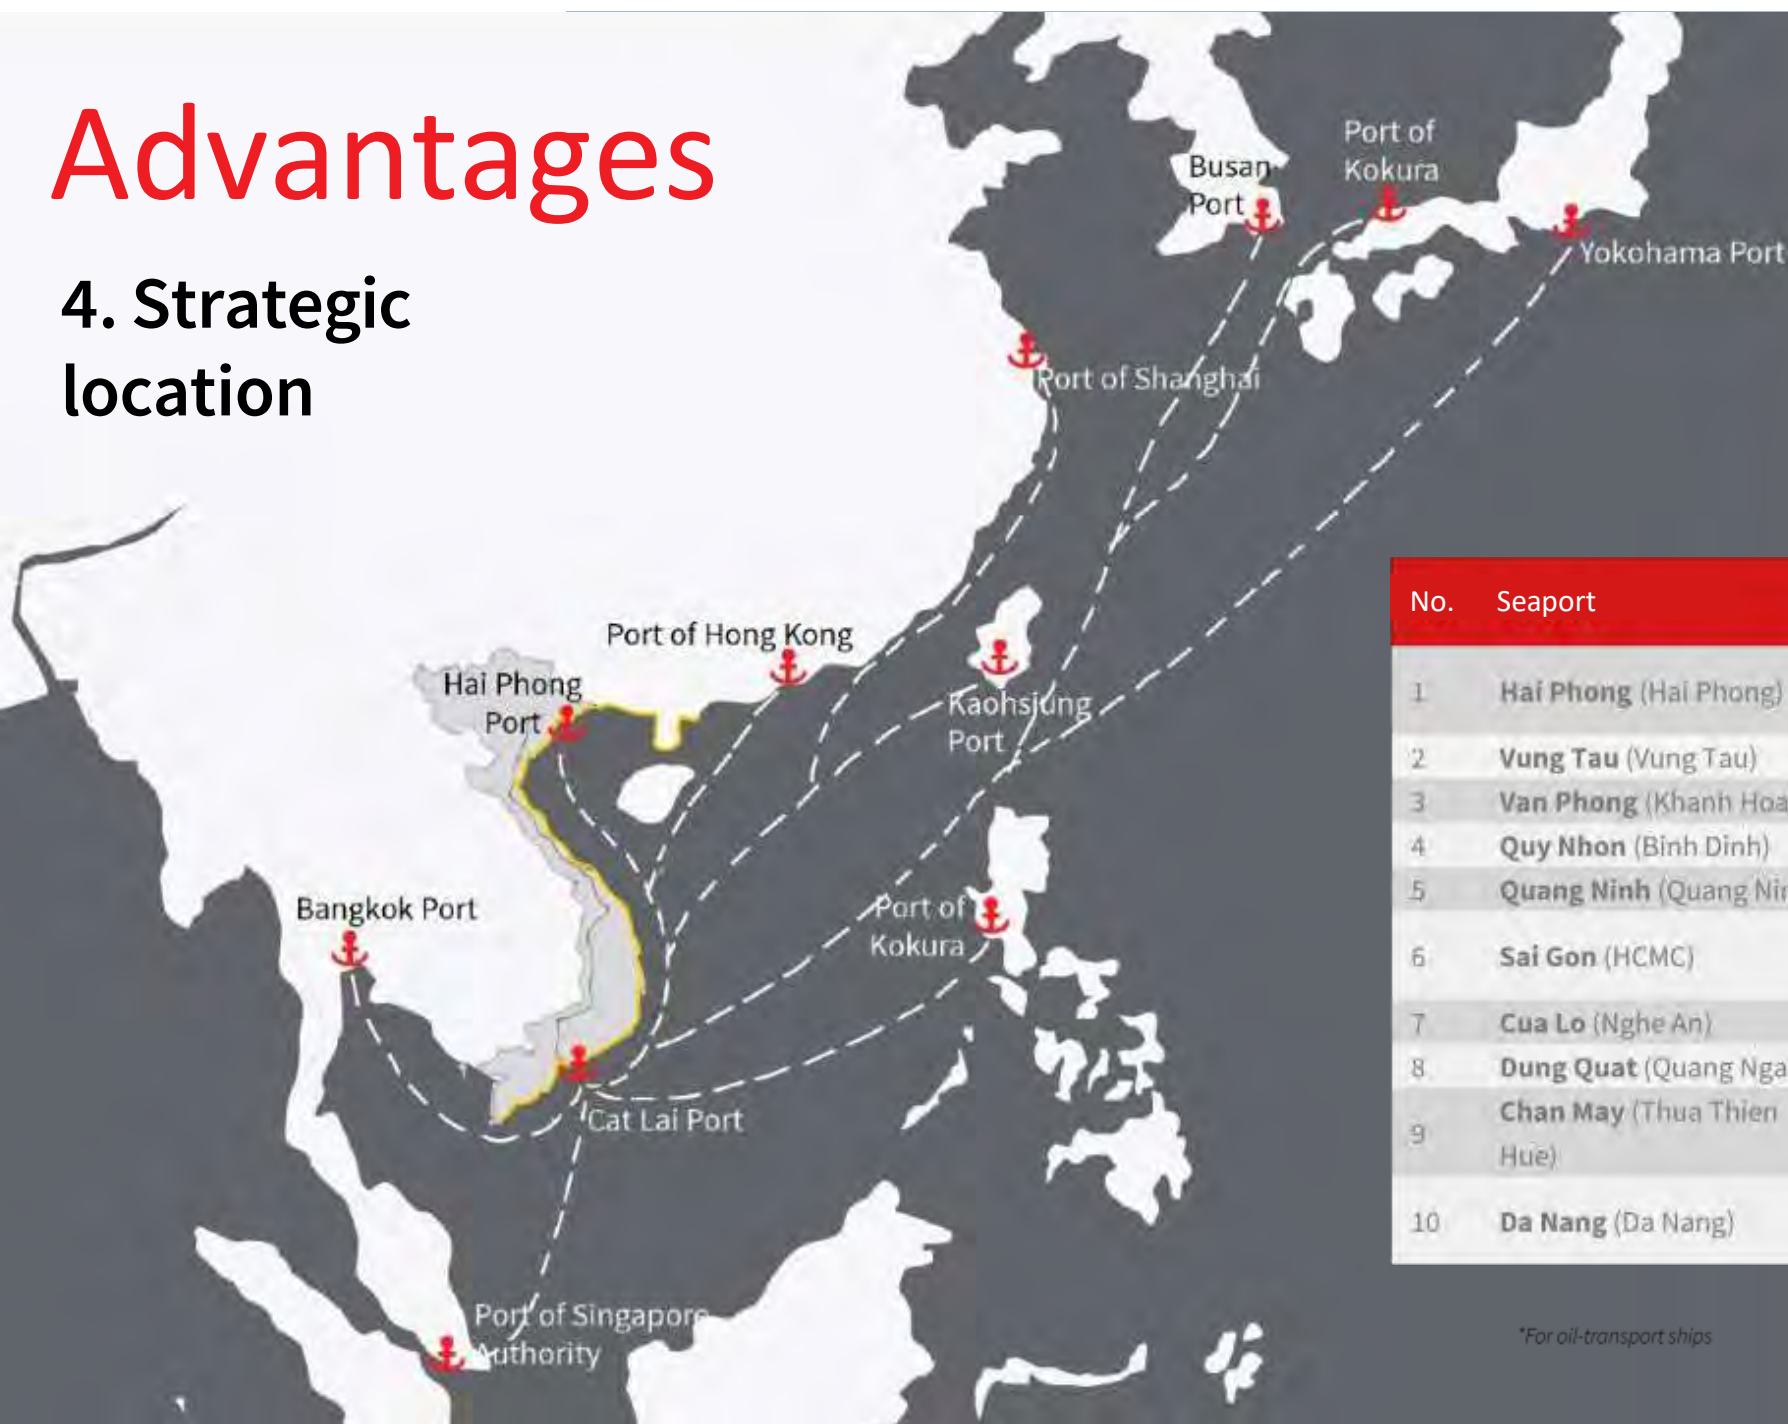 Advantages
4. Strategic
location
Port of
Kokura
Busan
Port
Yokohama Port
Port of Shanghai
Port of Hong Kong
Hai Phong
Port
Kaohsiung
Port
Bangkok Port
Port of
Kokura
Cat Lai Port
Port of Singapore
Authority
No. Seaport
1 Hai Phong (Hai Phong)
2 Vung Tau (Vung Tau)
3 Van Phong (Khanh Hoa
4 Quy Nhon (Binh Dinh)
5 Quang Ninh (Quang Nin
6 Sai Gon (HCMC)
7 Cua Lo (Nghe An)
8 Dung Quat (Quang Nga
9 Chan May (Thua Thien
Hue)
10 Da Nang (Da Nang)
*For oil-transport ships